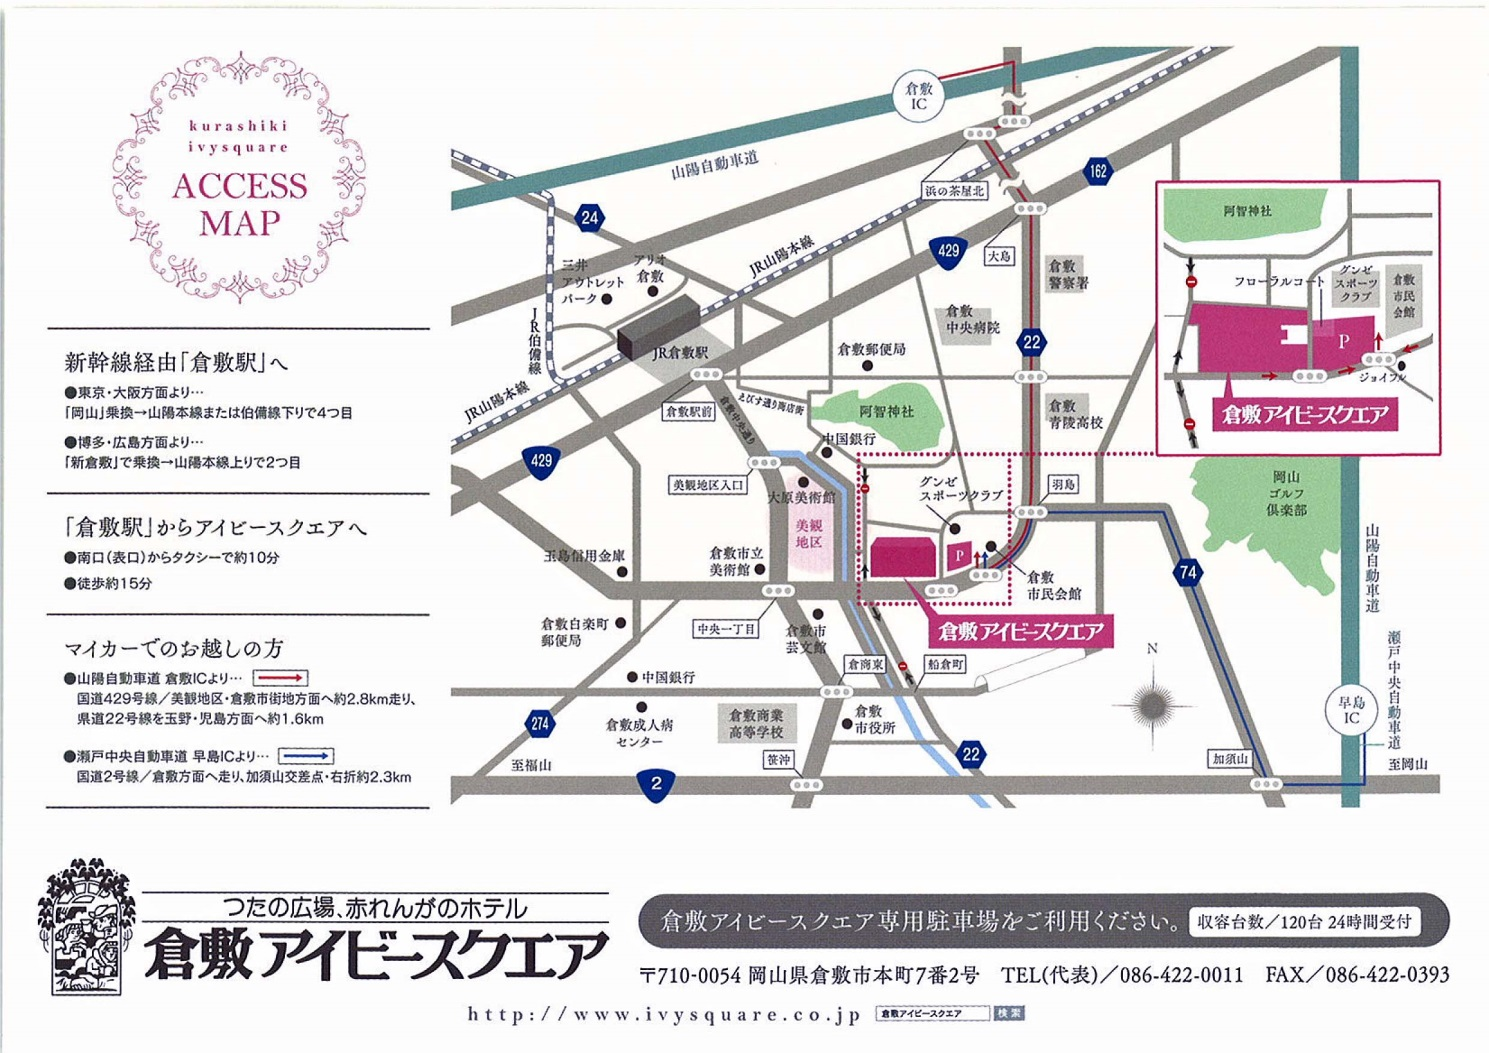 kurashiki
ivysquare
ACCESS
MAP
新幹線経由「倉敷駅」へ
●東京・大阪方面より…
「岡山」乗換→山陽本線または伯備線下りで4つ目
●博多・広島方面より…
「新倉敷」で乗換→山陽本線上りで2つ目
「倉敷駅」からアイビースクエアへ
●南口(表口)からタクシーで約10分
●徒歩約15分
マイカーでのお越しの方
●山陽自動車道 倉敷ICより…
国道429号線/美観地区・倉敷市街地方面へ約2.8km走り、
県道22号線を玉野・児島方面へ約1.6km
●瀬戸中央自動車道 早島ICより…
国道2号線/倉敷方面へ走り、加須山交差点・右折約2.3km
倉敷
IC
山陽自動車道
浜の茶屋北
162
24
429
大島
JR山陽本線
三井
アウトレット
パーク
アリオ
倉敷
JR伯備線
JR倉敷駅
倉敷
警察署
倉敷
中央病院
22
倉敷郵便局
JR山陽本線
倉敷駅前
倉敷中央通り
えびす通り商店街
阿智神社
倉敷
青陵高校
中国銀行
429
美観地区入口
大原美術館
美観
地区
グンゼ
スポーツクラブ
羽島
P
倉敷
市民会館
玉島信用金庫
倉敷市立
美術館
倉敷アイビースクエア
倉敷白楽町
郵便局
中央一丁目
倉敷市
芸文館
倉商東
船倉町
中国銀行
倉敷成人病
センター
倉敷商業
高等学校
倉敷
市役所
274
至福山
2
笹沖
22
74
N
加須山
早島
IC
至岡山
瀬戸中央自動車道
山陽自動車道
岡山
ゴルフ
倶楽部
阿智神社
フローラルコート
グンゼ
スポーツ
クラブ
倉敷
市民
会館
P
ジョイフル
倉敷アイビースクエア
つたの広場、赤れんがのホテル
倉敷アイビースクエア
倉敷アイビースクエア専用駐車場をご利用ください。 収容台数/120台 24時間受付
〒710-0054 岡山県倉敷市本町7番2号 TEL(代表)/086-422-0011 FAX/086-422-0393
http://www.ivysquare.co.jp 倉敷アイビースクエア 検索